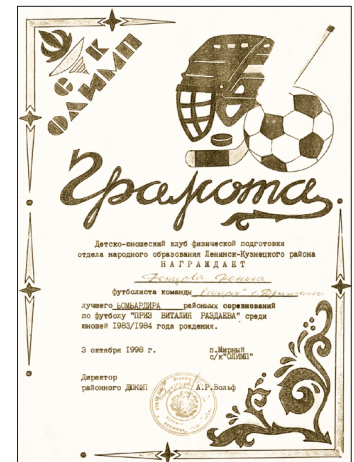 С К
ОЛИМП
Грамота
Детско-юношеский клуб физической подготовки
отдела народного образования Ленинск-Кузнецкого района
НАГРАЖДАЕТ
футболиста команды
лучшего БОМБАРДИРА районных соревнований
по футболу "ПРИЗ ВИТАЛИЯ РАЗДАЕВА" среди
юношей 1983/1984 года рождения.
3 октября 1998 г. п.Мирный
с/к"ОЛИМП"
Директор
районного ДЮКФП А.Р.Вольф